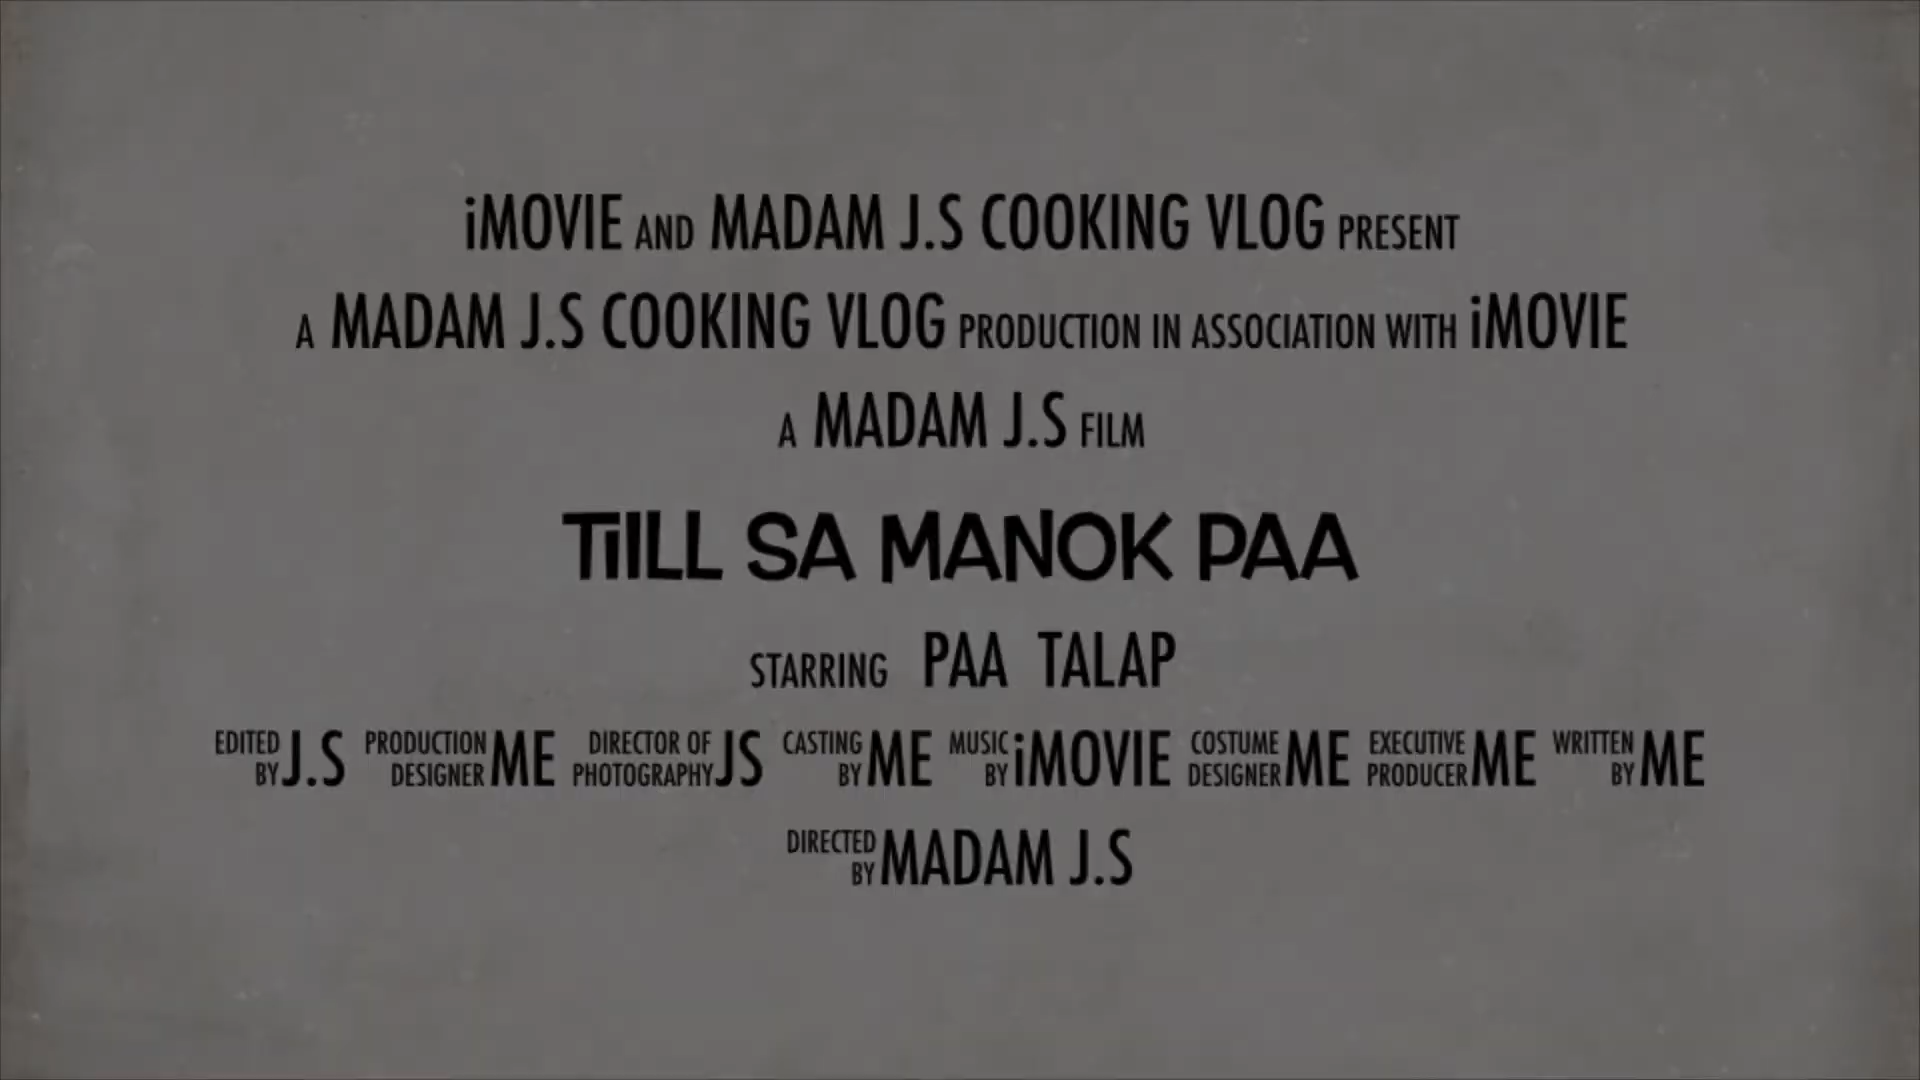 iMOVIE AND MADAM J.S COOKING VLOG PRESENT
A MADAM J.S COOKING VLOG PRODUCTION IN ASSOCIATION WITH iMOVIE
A MADAM J.S FILM
TiILL SA MANOK PAA
STARRING PAA TALAP
EDITED BY J.S PRODUCTION DESIGNER ME DIRECTOR OF PHOTOGRAPHY JS CASTING BY ME MUSIC BY iMOVIE COSTUME DESIGNER ME EXECUTIVE PRODUCER ME WRITTEN BY ME
DIRECTED BY MADAM J.S